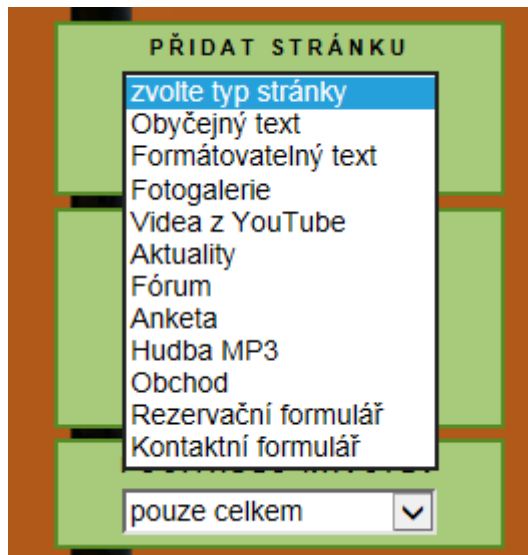 PŘIDAT STRÁNKU
zvolte typ stránky
Obyčejný text
Formátovatelný text
Fotogalerie
Videa z YouTube
Aktuality
Fórum
Anketa
Hudba MP3
Obchod
Rezervační formulář
Kontaktní formulář
pouze celkem